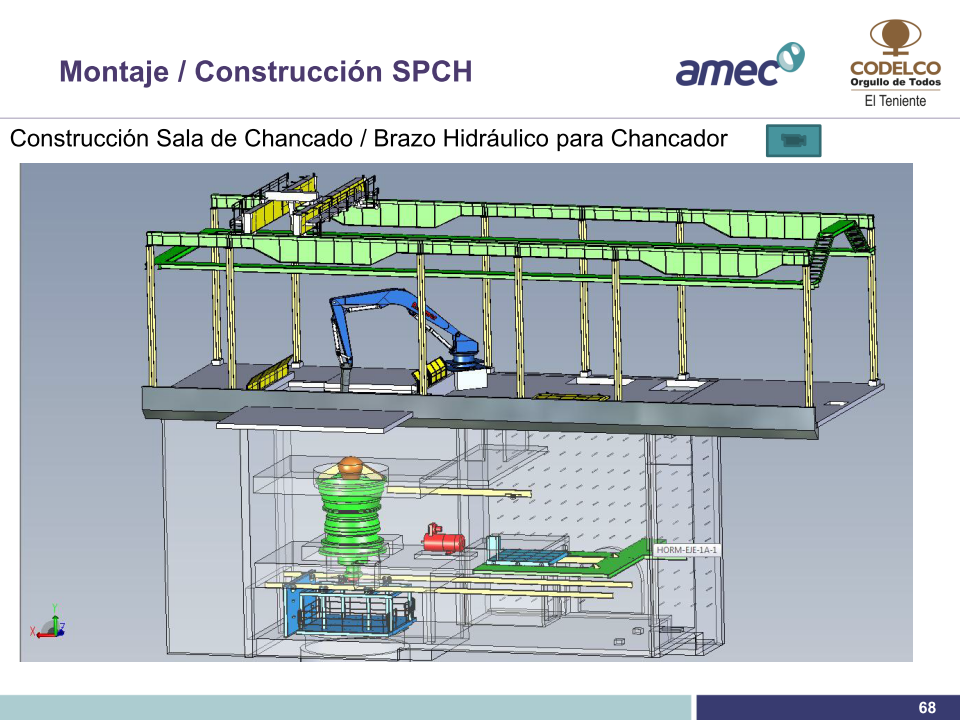 Montaje / Construcción SPCH
amec
CODELCO
Orgullo de Todos
El Teniente
Construcción Sala de Chancado / Brazo Hidráulico para Chancador
HORM-EJE-1A-1
Y
X
Z
68